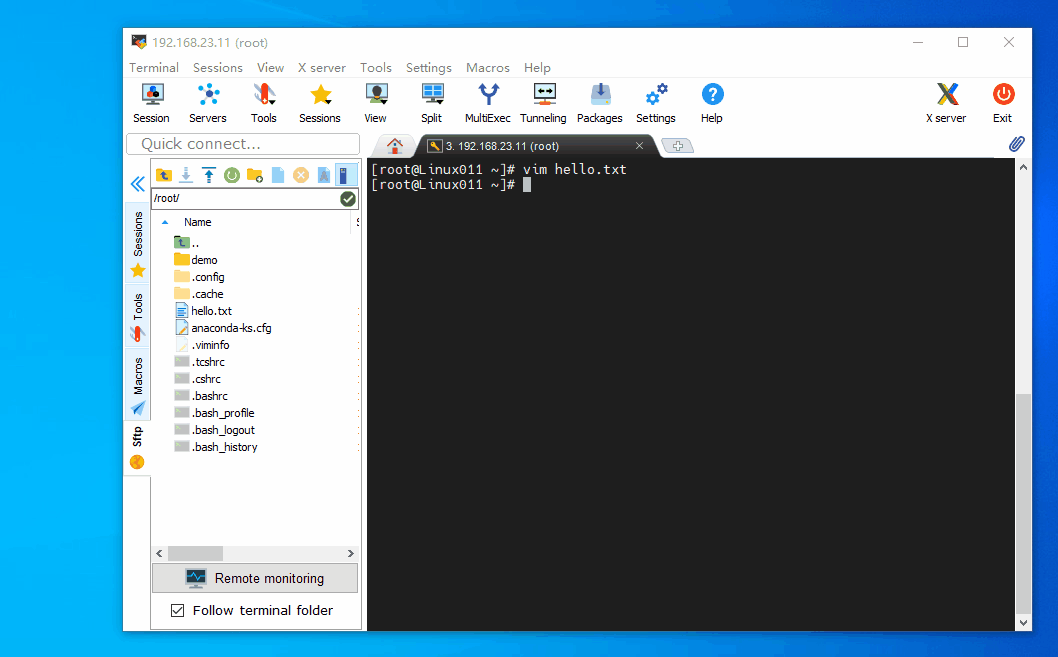 192.168.23.11 (root)
Terminal Sessions View X server Tools Settings Macros Help
Session Servers Tools Sessions View Split MultiExec Tunneling Packages Settings Help X server Exit
Quick connect...
3. 192.168.23.11 (root)
[root@Linux011 ~]# vim hello.txt
[root@Linux011 ~]#
/root/
Name
..
demo
.config
.cache
hello.txt
anaconda-ks.cfg
.viminfo
.tcshrc
.cshrc
.bashrc
.bash_profile
.bash_logout
.bash_history
Sessions
Tools
Macros
Sftp
Remote monitoring
Follow terminal folder